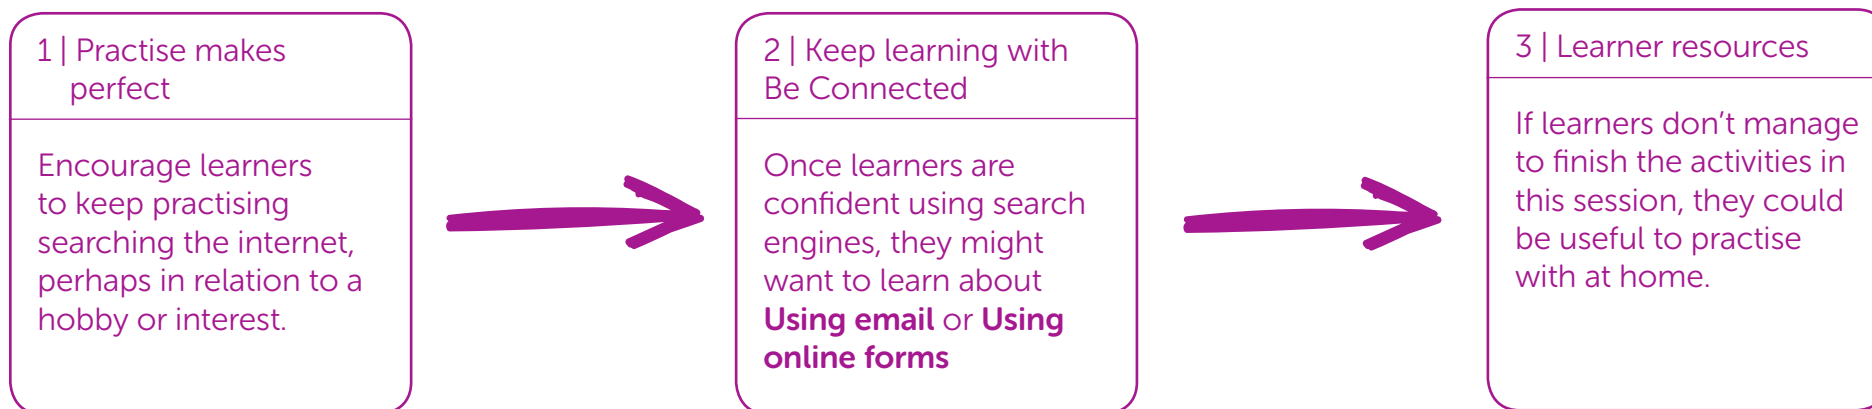 1 | Practise makes
perfect
Encourage learners
to keep practising
searching the internet,
perhaps in relation to a
hobby or interest.
2 | Keep learning with
Be Connected
Once learners are
confident using search
engines, they might
want to learn about
Using email or Using
online forms
3 | Learner resources
If learners don’t manage
to finish the activities in
this session, they could
be useful to practise
with at home.